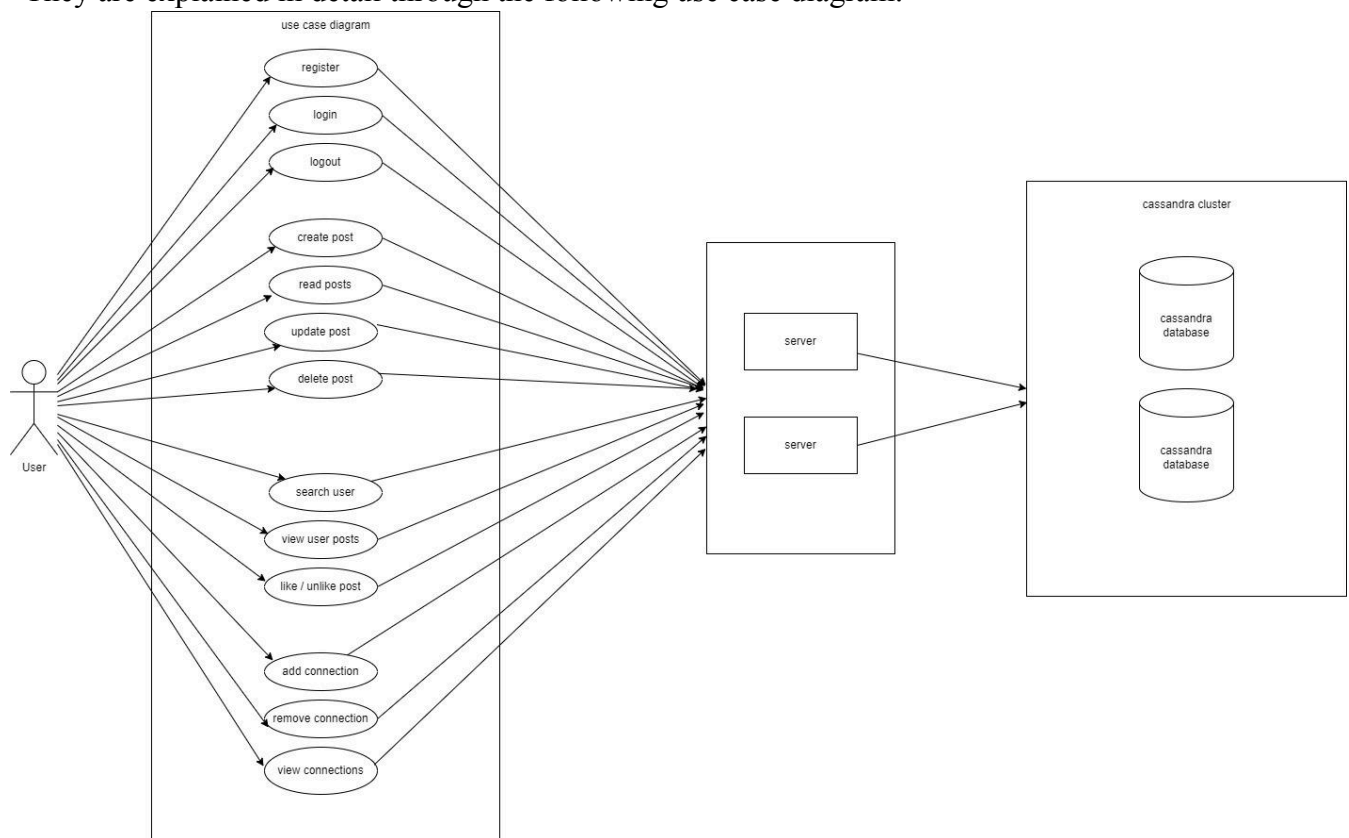 They are explained in detail through the following use case diagram:
use case diagram
register
login
logout
create post
read posts
update post
delete post
User
search user
view user posts
like / unlike post
add connection
remove connection
view connections
server
server
cassandra cluster
cassandra
database
cassandra
database